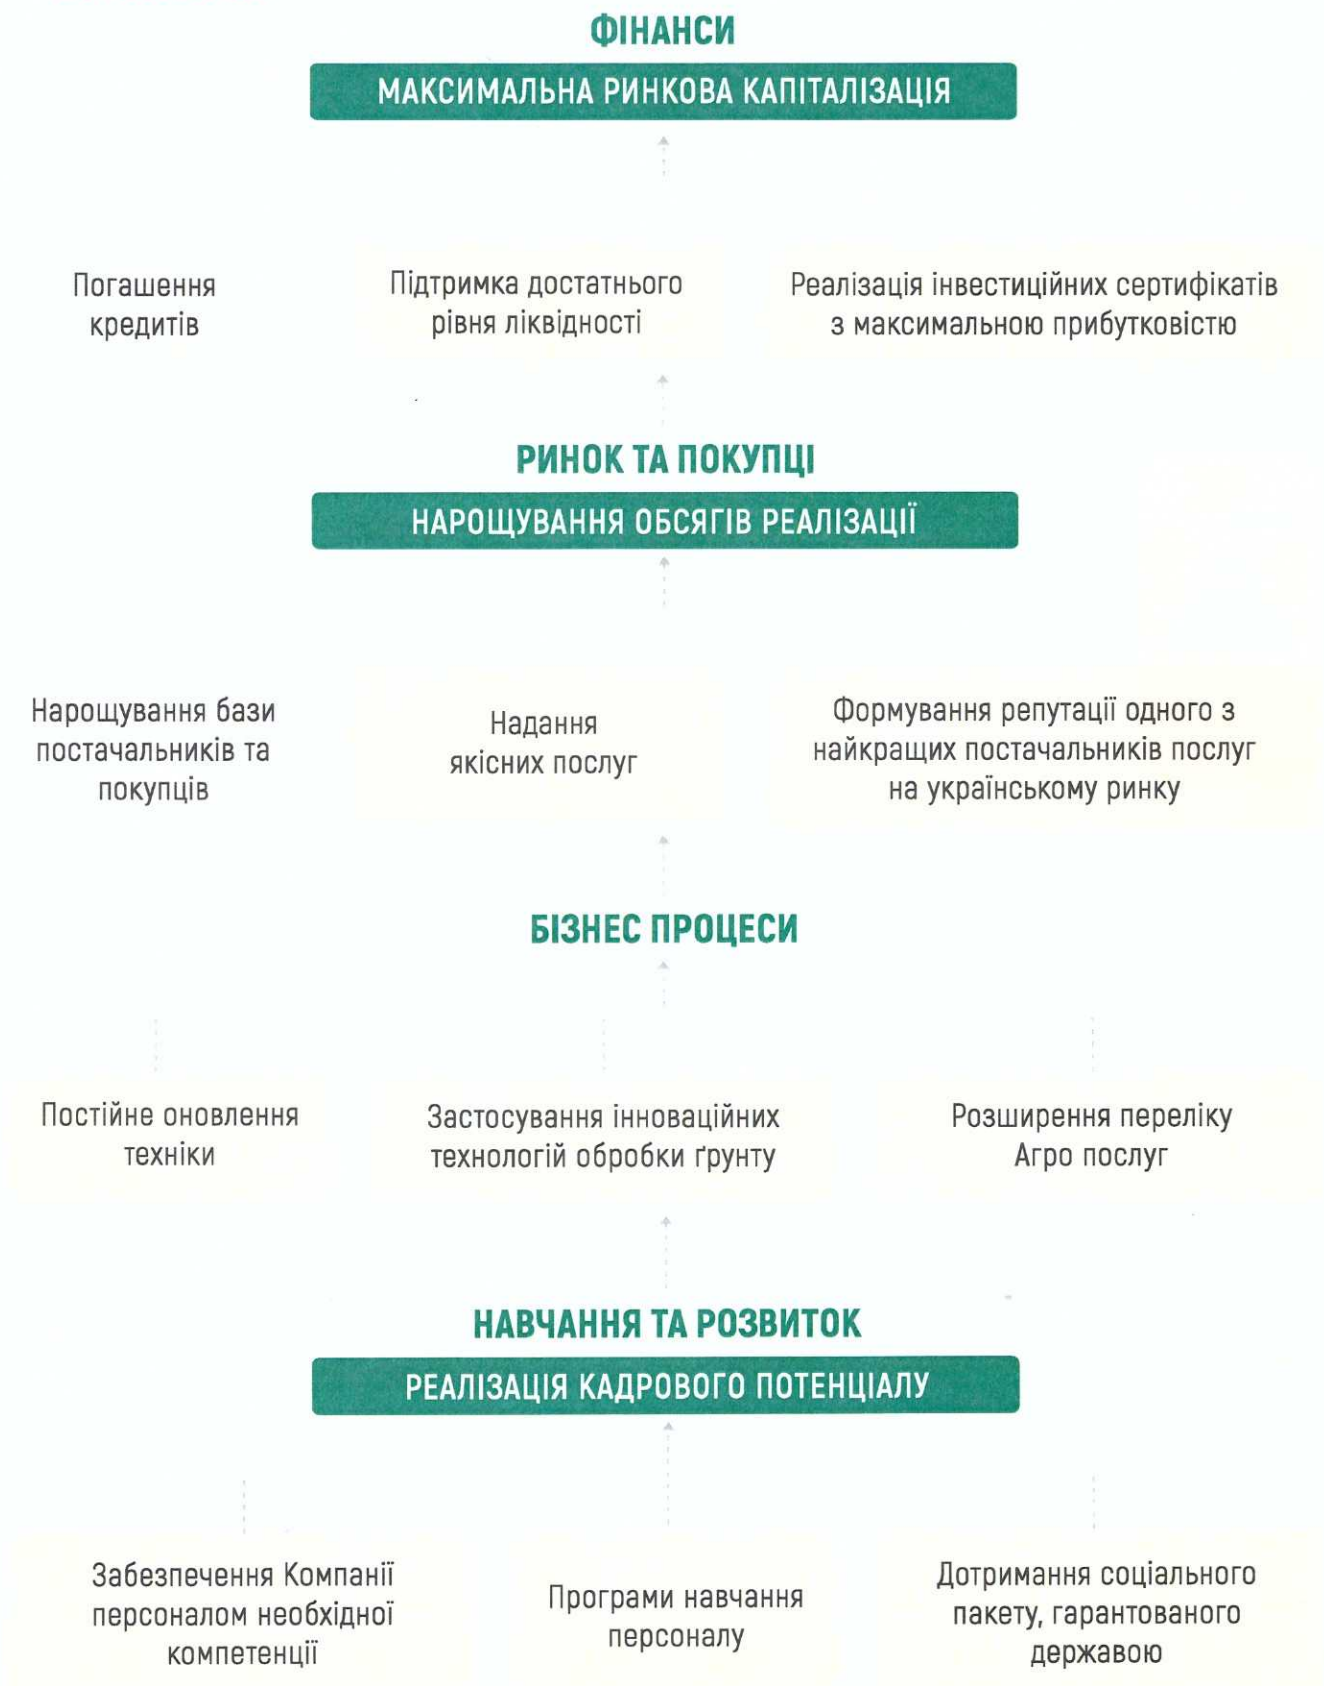 ФІНАНСИ
МАКСИМАЛЬНА РИНКОВА КАПІТАЛІЗАЦІЯ
Погашення
кредитів
Підтримка достатнього
рівня ліквідності
Реалізація інвестиційних сертифікатів
з максимальною прибутковістю
РИНОК ТА ПОКУПЦІ
НАРОЩУВАННЯ ОБСЯГІВ РЕАЛІЗАЦІЇ
Нарощування бази
постачальників та
покупців
Надання
якісних послуг
Формування репутації одного з
найкращих постачальників послуг
на українському ринку
БІЗНЕС ПРОЦЕСИ
Постійне оновлення
техніки
Застосування інноваційних
технологій обробки ґрунту
Розширення переліку
Агро послуг
НАВЧАННЯ ТА РОЗВИТОК
РЕАЛІЗАЦІЯ КАДРОВОГО ПОТЕНЦІАЛУ
Забезпечення Компанії
персоналом необхідної
компетенції
Програми навчання
персоналу
Дотримання соціального
пакету, гарантованого
державою